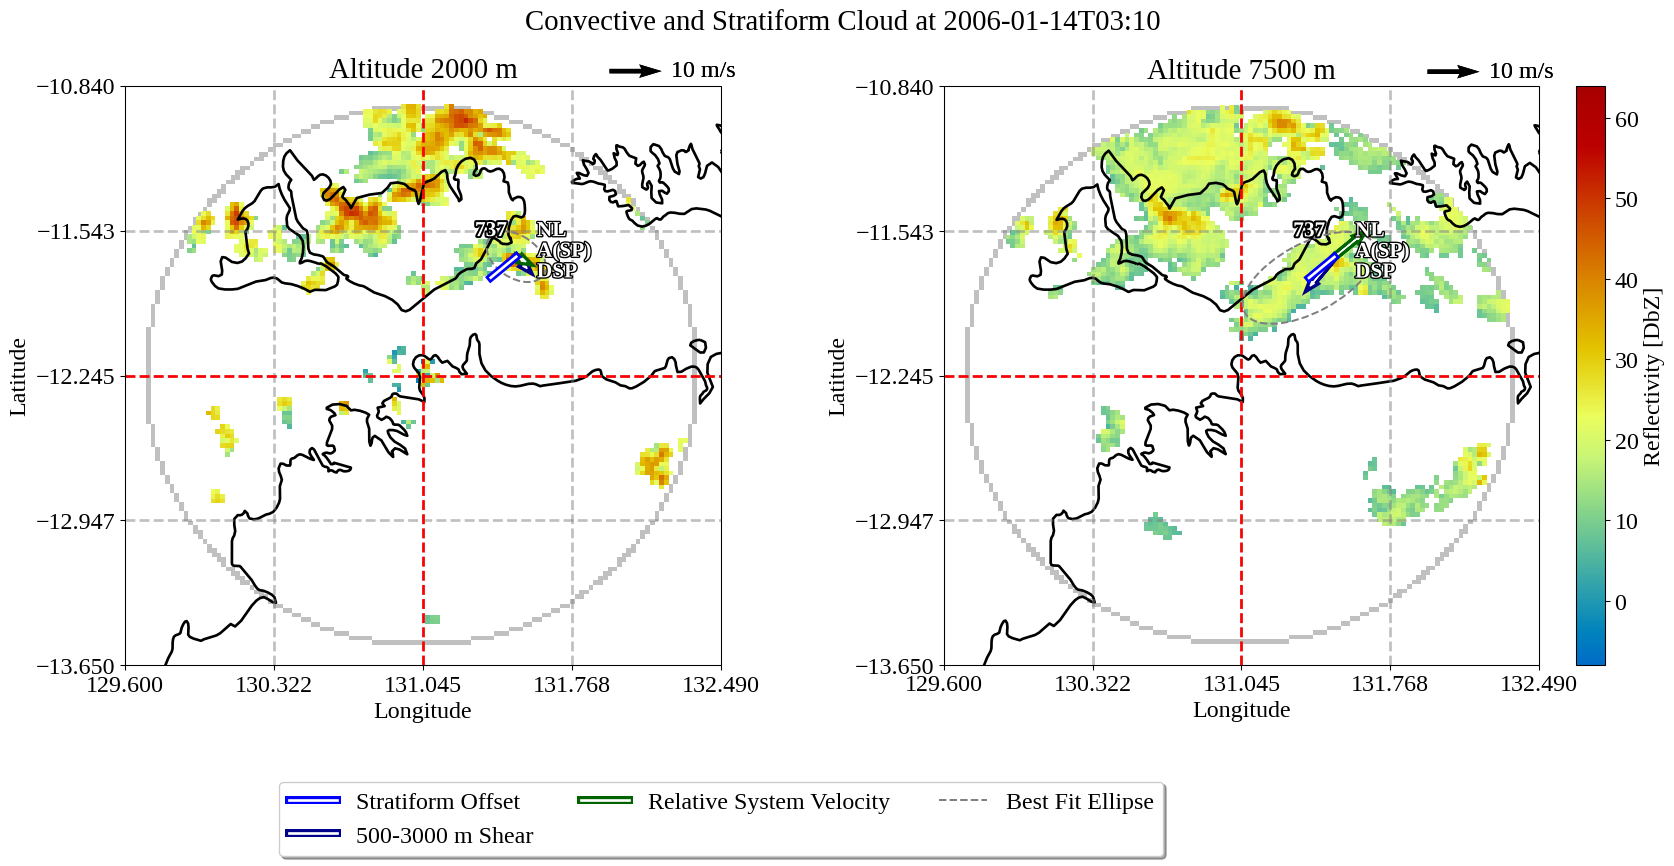 Convective and Stratiform Cloud at 2006-01-14T03:10
Altitude 2000 m
10 m/s
Altitude 7500 m
10 m/s
−10.840
−11.543
−12.245
−12.947
−13.650
Latitude
129.600
130.322
131.045
131.768
132.490
Longitude
737
NL
A(SP)
DSP
−10.840
−11.543
−12.245
−12.947
−13.650
Latitude
129.600
130.322
131.045
131.768
132.490
Longitude
737
NL
A(SP)
DSP
60
50
40
30
20
10
0
Reflectivity [DbZ]
Stratiform Offset
Relative System Velocity
Best Fit Ellipse
500-3000 m Shear